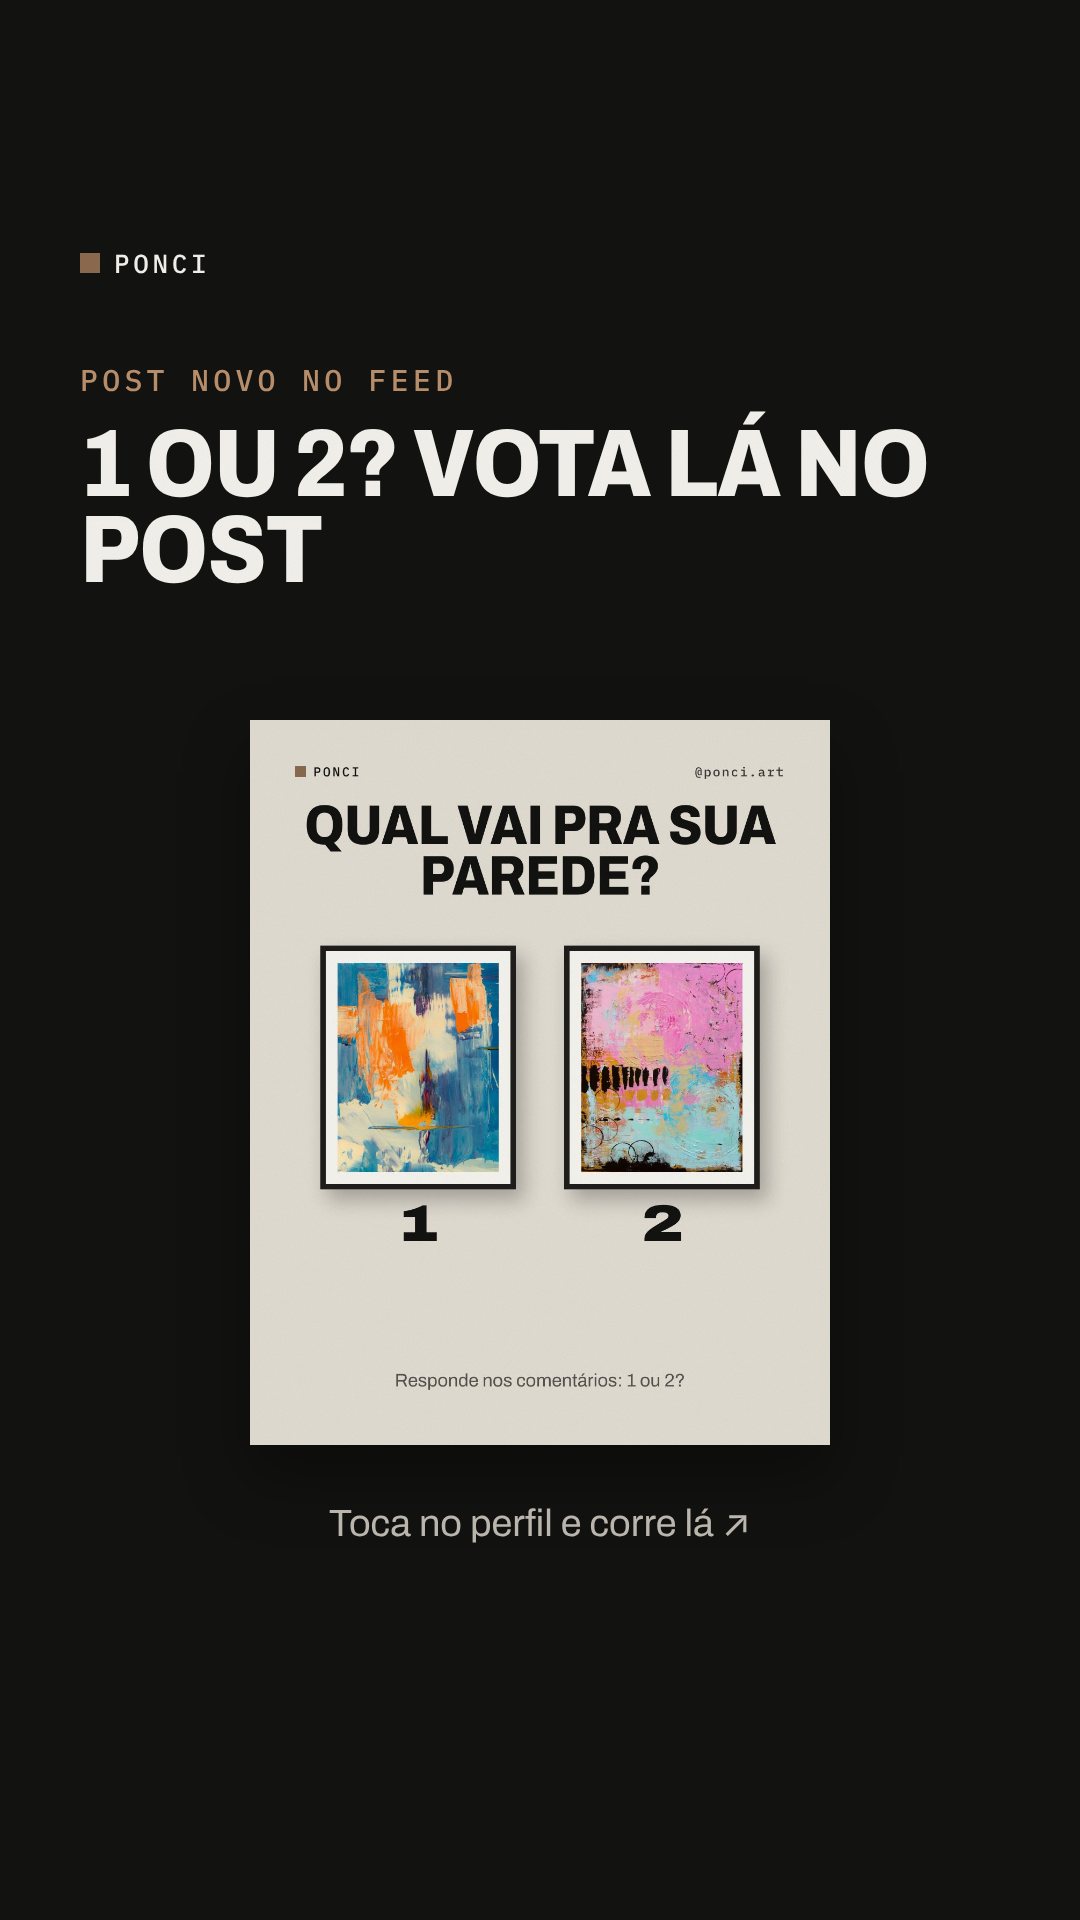 PONCI
POST NOVO NO FEED
1 OU 2? VOTA LÁ NO
POST
PONCI
@ponci.art
QUAL VAI PRA SUA
PAREDE?
1
2
Responde nos comentários: 1 ou 2?
Toca no perfil e corre lá ↗